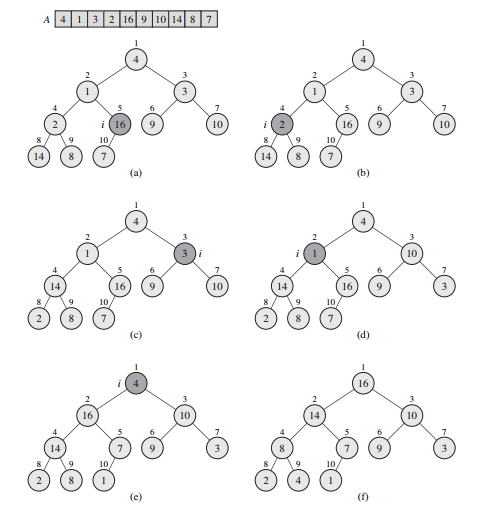 A 4 1 3 2 16 9 10 14 8 7
1 1
4 4
2 3 2 3
1 3 1 3
4 5 6 7 4 5 6 7
2 i 16 9 10 i 2 16 9 10
8 9 10 8 9 10
14 8 7 14 8 7
(a) (b)
1 1
4 4
2 3 2 3
1 3 i i 1 10
4 5 6 7 4 5 6 7
14 16 9 10 14 16 9 3
8 9 10 8 9 10
2 8 7 2 8 7
(c) (d)
1 1
i 4 16
2 3 2 3
16 10 14 10
4 5 6 7 4 5 6 7
14 7 9 3 8 7 9 3
8 9 10 8 9 10
2 8 1 2 4 1
(e) (f)